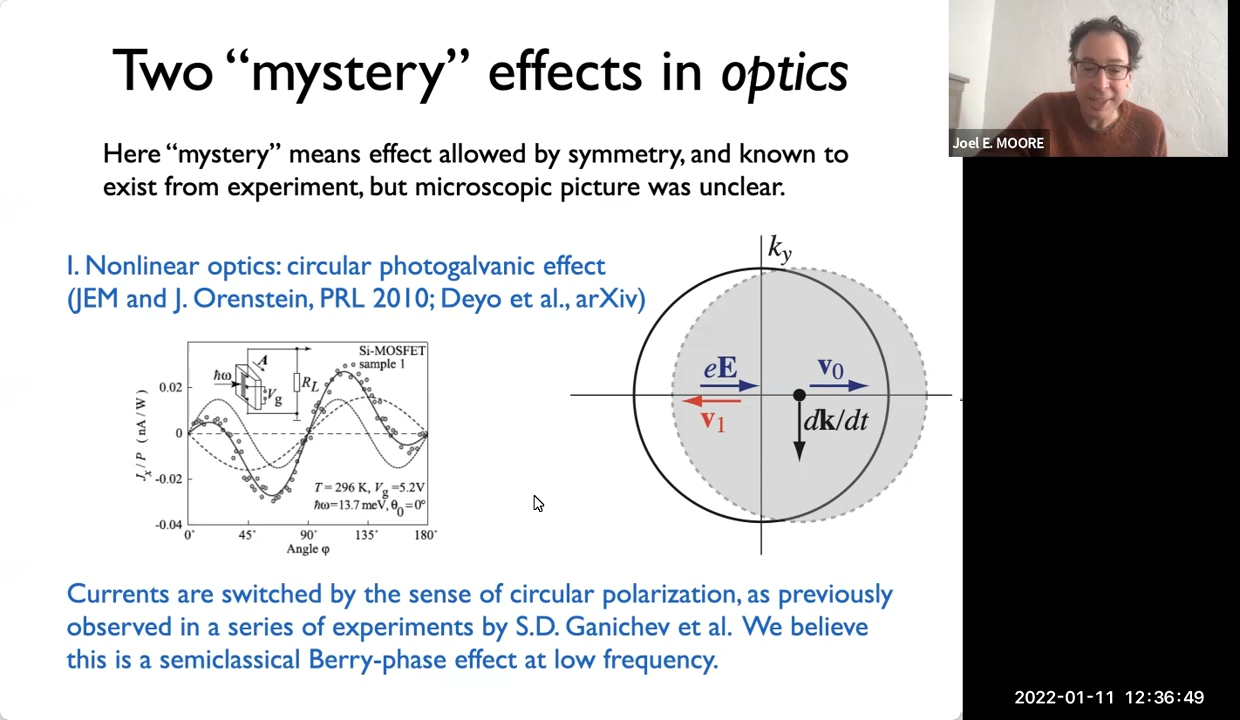 Two “mystery” effects in optics
Joel E. MOORE
Here “mystery” means effect allowed by symmetry, and known to
exist from experiment, but microscopic picture was unclear.
1. Nonlinear optics: circular photogalvanic effect
(JEM and J. Orenstein, PRL 2010; Deyo et al., arXiv)
Si-MOSFET
sample 1
A
ħω
R_L
V_g
0.02
0
-0.02
-0.04
J_x / P (nA / W)
T = 296 K, V_g =5.2V
ħω=13.7 meV, θ_0 = 0°
0° 45° 90° 135° 180°
Angle φ
k_y
eE
v_0
v_1
dk/dt
Currents are switched by the sense of circular polarization, as previously
observed in a series of experiments by S.D. Ganichev et al. We believe
this is a semiclassical Berry-phase effect at low frequency.
2022-01-11 12:36:49